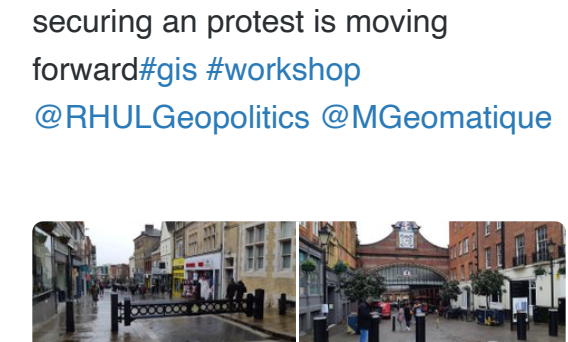 securing an protest is moving
forward#gis #workshop
@RHULGeopolitics @MGeomatique